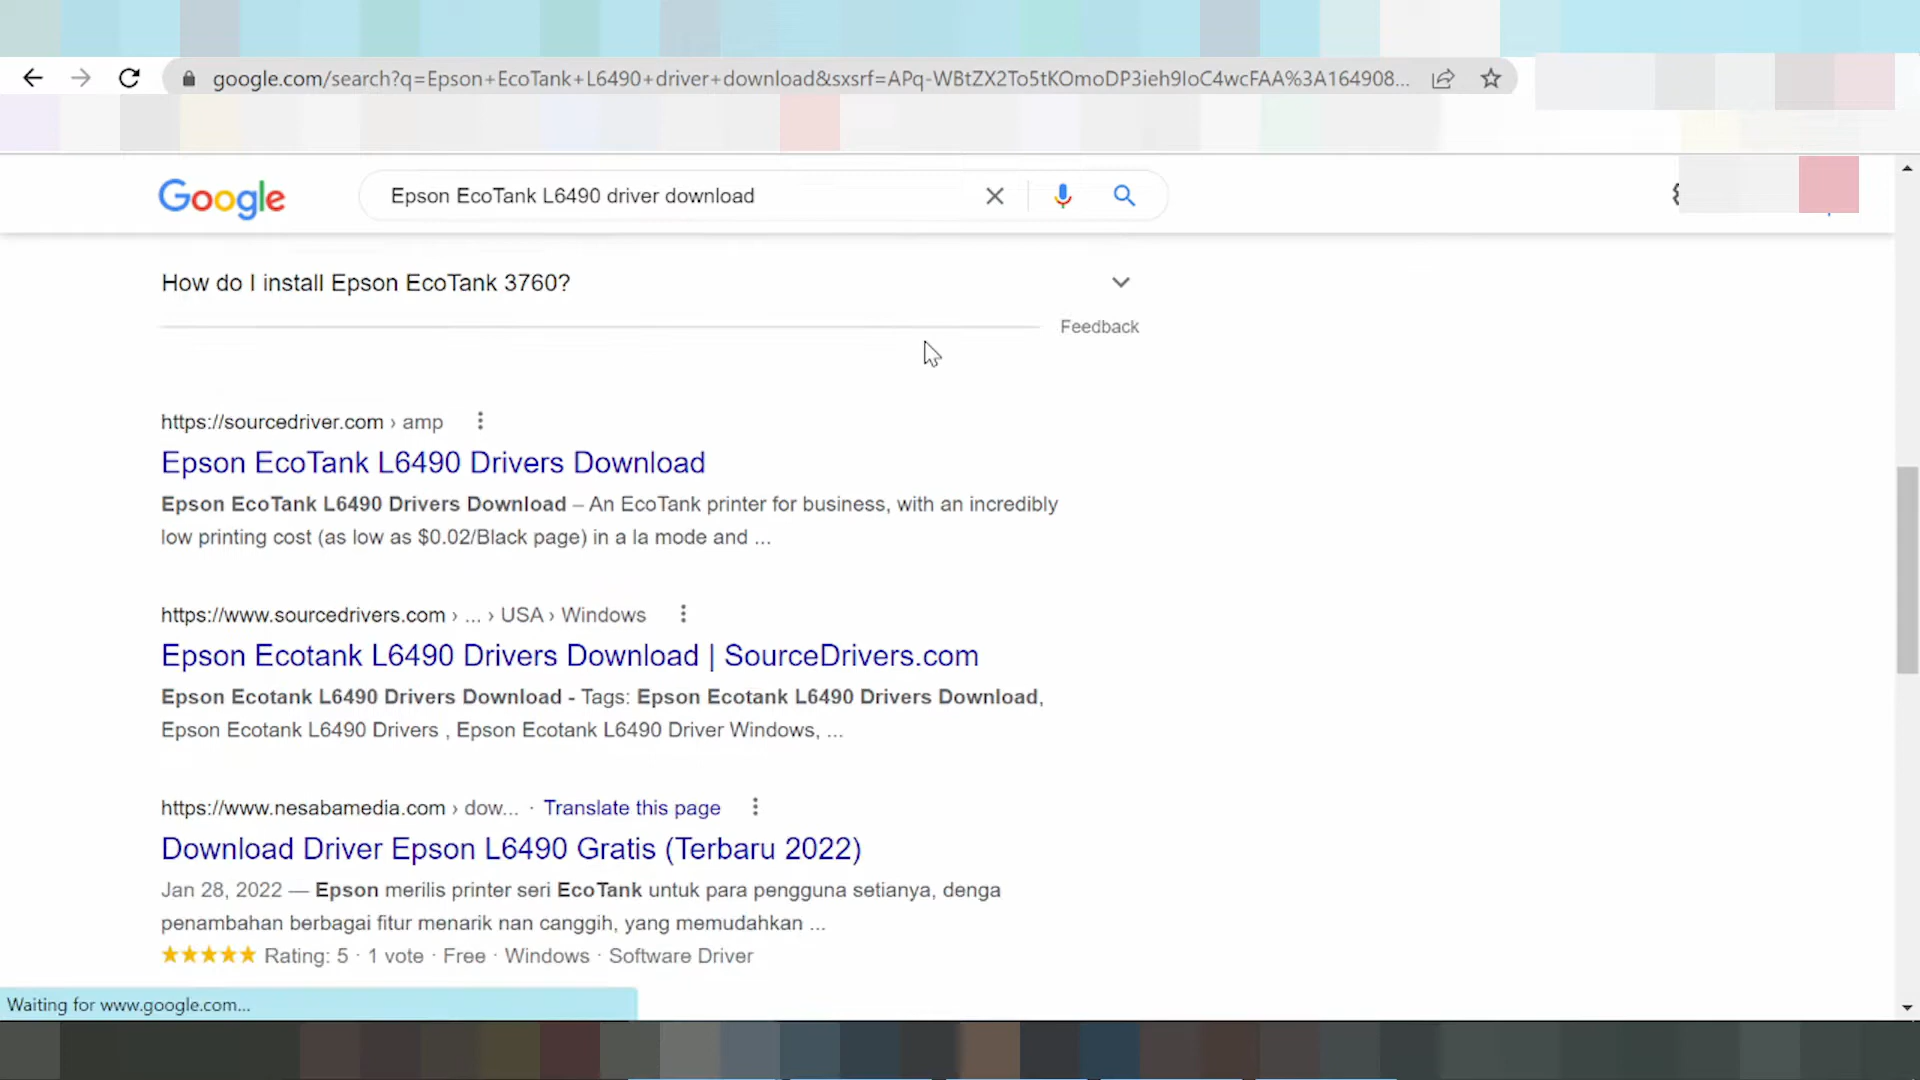 google.com/search?q=Epson+EcoTank+L6490+driver+download&sxsrf=APq-WBtZX2To5tKOmoDP3ieh9IoC4wcFAA%3A164908...
Google
Epson EcoTank L6490 driver download
How do I install Epson EcoTank 3760?
Feedback
https://sourcedriver.com › amp
Epson EcoTank L6490 Drivers Download
Epson EcoTank L6490 Drivers Download – An EcoTank printer for business, with an incredibly
low printing cost (as low as $0.02/Black page) in a la mode and ...
https://www.sourcedrivers.com › ... › USA › Windows
Epson Ecotank L6490 Drivers Download | SourceDrivers.com
Epson Ecotank L6490 Drivers Download - Tags: Epson Ecotank L6490 Drivers Download,
Epson Ecotank L6490 Drivers , Epson Ecotank L6490 Driver Windows, ...
https://www.nesabamedia.com › dow... · Translate this page
Download Driver Epson L6490 Gratis (Terbaru 2022)
Jan 28, 2022 — Epson merilis printer seri EcoTank untuk para pengguna setianya, denga
penambahan berbagai fitur menarik nan canggih, yang memudahkan ...
Rating: 5 · 1 vote · Free · Windows · Software Driver
Waiting for www.google.com...